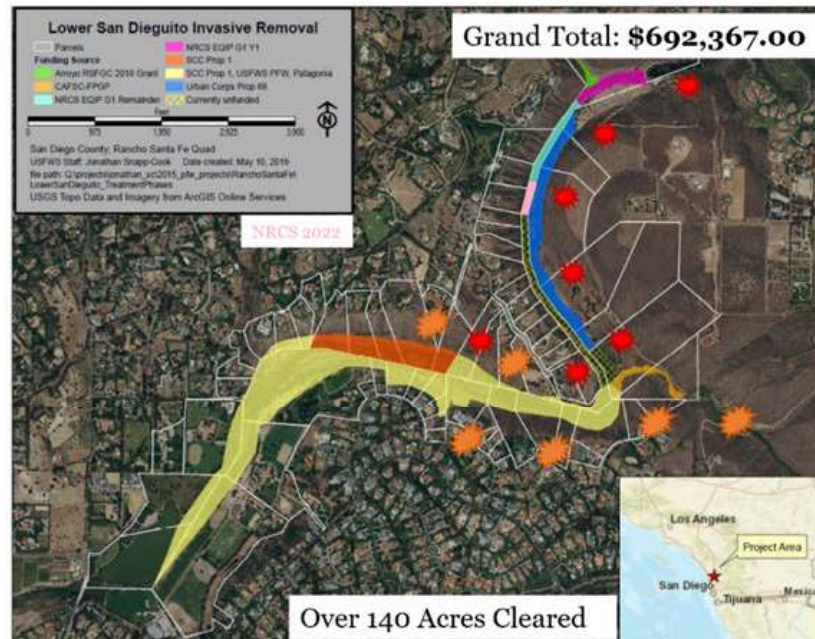 Lower San Dieguito Invasive Removal
Grand Total: $692,367.00
Parcels
Funding Source
Arroyo RSFGC 2018 Grant
CAFSC-FPGP
NRCS EQIP G1 Remainder
NRCS EQIP G1 Y1
SCC Prop 1
SCC Prop 1, USFWS PFW, Patagonia
Urban Corps Prop 68
Currently unfunded
Feet
0 975 1,950 2,925 3,900
N
San Diego County, Rancho Santa Fe Quad
USFWS Staff: Jonathan Snapp-Cook Date created: May 10, 2019
LowerSanDieguito_TreatmentPhases
USGS Topo Data and Imagery from ArcGIS Online Services
NRCS 2022
Los Angeles
Project Area
San Diego
Tijuana
Mexico
Over 140 Acres Cleared